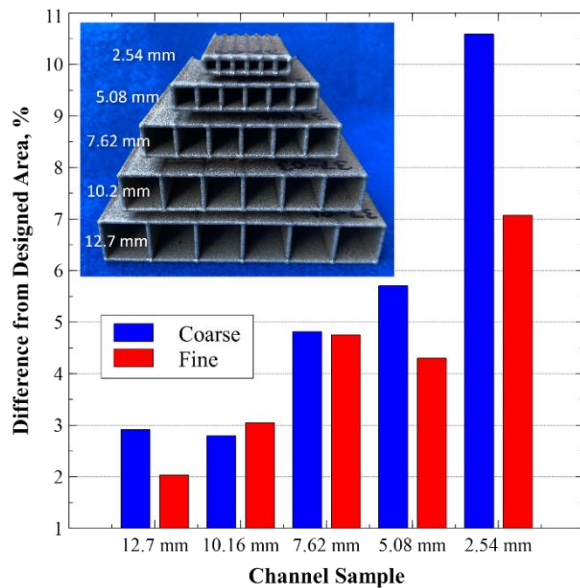 Difference from Designed Area, %
11
10
9
8
7
6
5
4
3
2
1
2.54 mm
5.08 mm
7.62 mm
10.2 mm
12.7 mm
Coarse
Fine
12.7 mm
10.16 mm
7.62 mm
5.08 mm
2.54 mm
Channel Sample